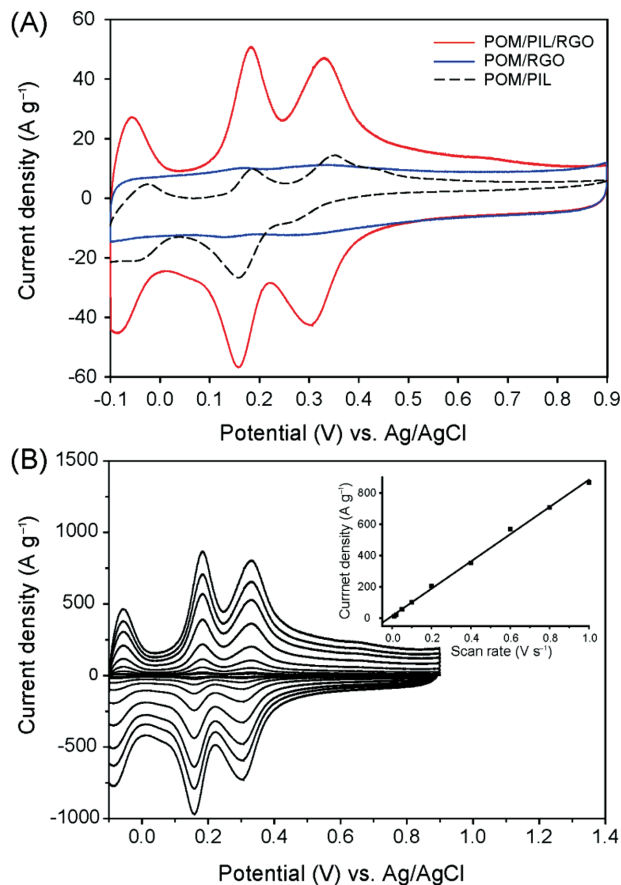 (A)
Current density (A g⁻¹)
60
40
20
0
-20
-40
-60
POM/PIL/RGO
POM/RGO
POM/PIL
-0.1 0.0 0.1 0.2 0.3 0.4 0.5 0.6 0.7 0.8 0.9
Potential (V) vs. Ag/AgCl
(B)
Current density (A g⁻¹)
1500
1000
500
0
-500
-1000
Currnet density (A g⁻¹)
800
600
400
200
0
0.0 0.2 0.4 0.6 0.8 1.0
Scan rate (V s⁻¹)
0.0 0.2 0.4 0.6 0.8 1.0 1.2 1.4
Potential (V) vs. Ag/AgCl